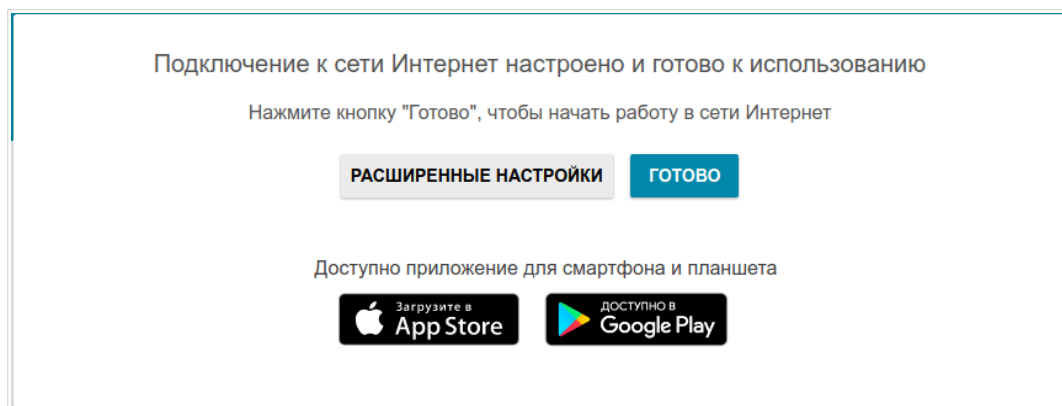 Подключение к сети Интернет настроено и готово к использованию
Нажмите кнопку "Готово", чтобы начать работу в сети Интернет
РАСШИРЕННЫЕ НАСТРОЙКИ ГОТОВО
Доступно приложение для смартфона и планшета
Загрузите в
App Store
ДОСТУПНО В
Google Play